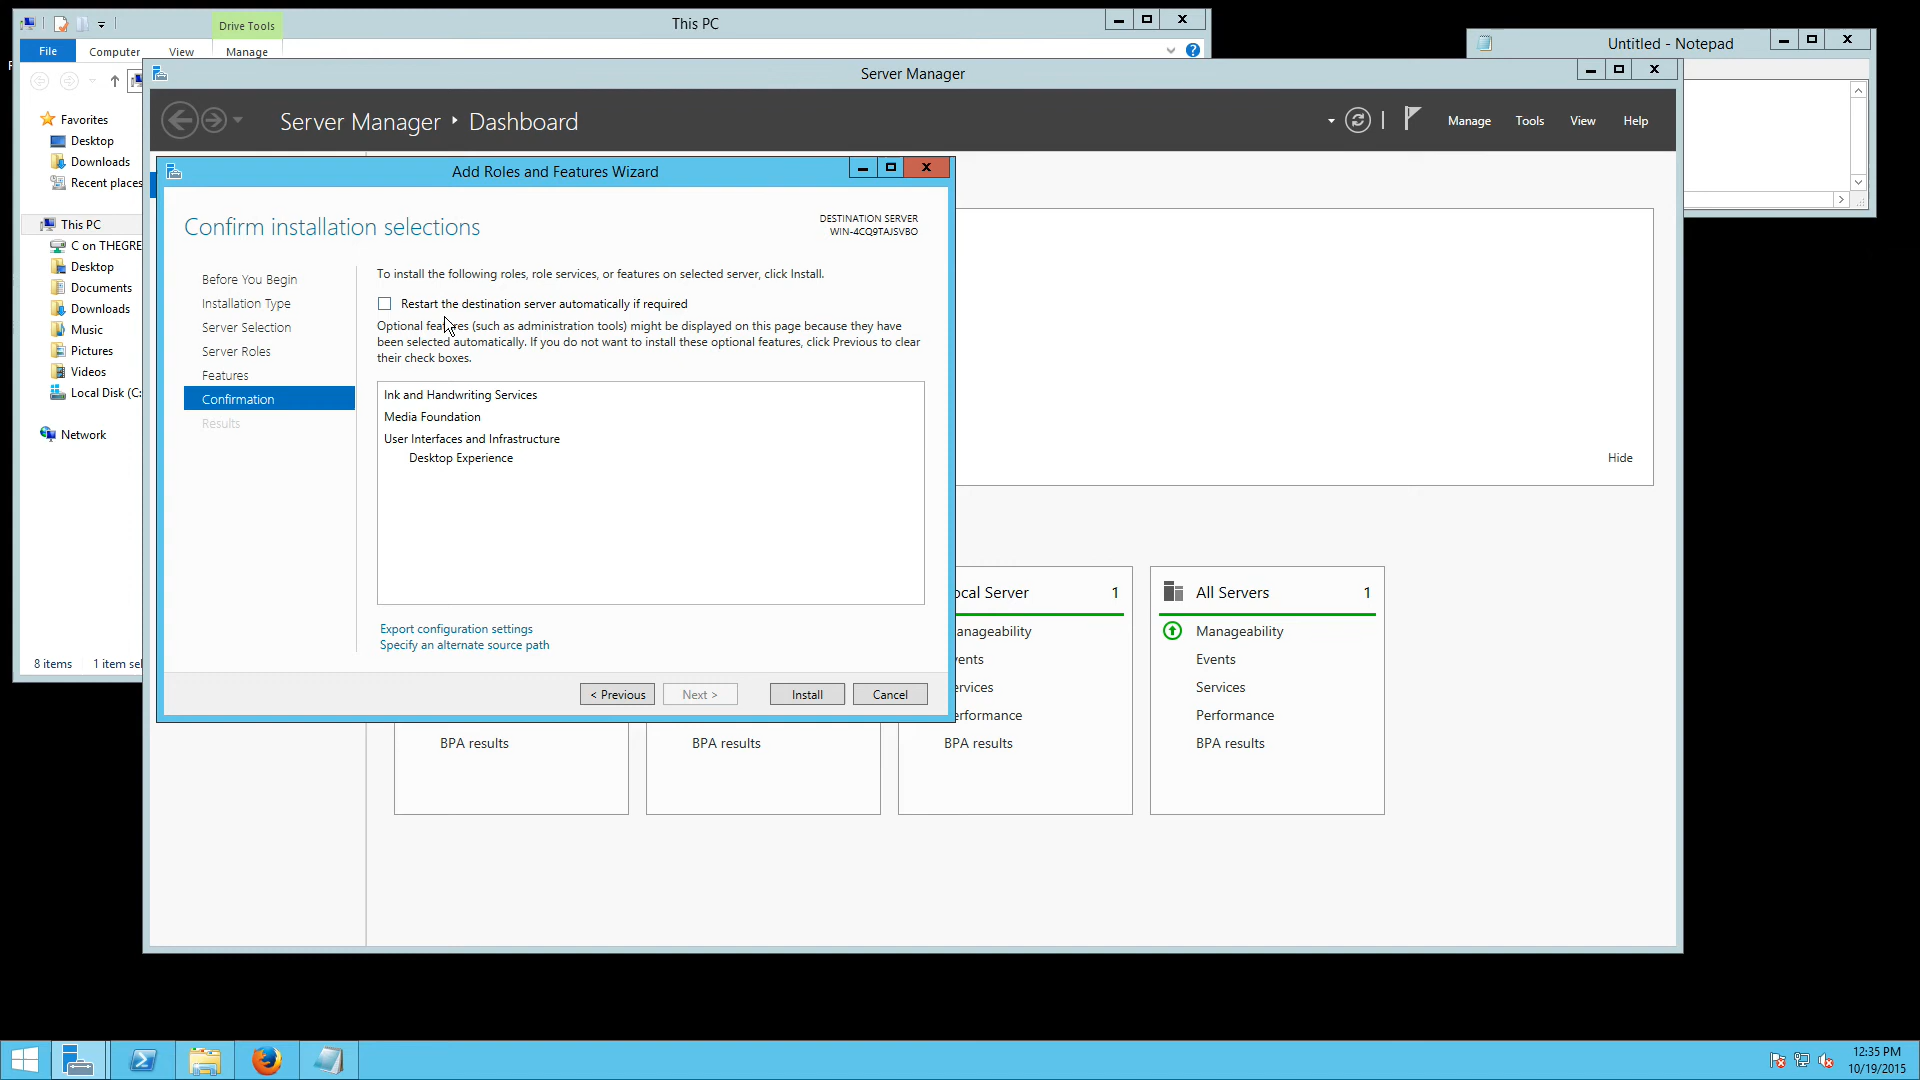 Drive Tools
This PC
File
Computer
View
Manage
Untitled - Notepad
Server Manager
Server Manager
Dashboard
Manage
Tools
View
Help
Favorites
Desktop
Downloads
Recent places
This PC
C on THEGRE
Desktop
Documents
Downloads
Music
Pictures
Videos
Local Disk (C:
Network
8 items
1 item sel
Add Roles and Features Wizard
Confirm installation selections
DESTINATION SERVER
WIN-4CQ9TAJSVBO
Before You Begin
Installation Type
Server Selection
Server Roles
Features
Confirmation
Results
To install the following roles, role services, or features on selected server, click Install.
Restart the destination server automatically if required
Optional features (such as administration tools) might be displayed on this page because they have
been selected automatically. If you do not want to install these optional features, click Previous to clear
their check boxes.
Ink and Handwriting Services
Media Foundation
User Interfaces and Infrastructure
Desktop Experience
Export configuration settings
Specify an alternate source path
< Previous
Next >
Install
Cancel
Hide
ocal Server 1
anageability
vents
ervices
erformance
BPA results
All Servers 1
Manageability
Events
Services
Performance
BPA results
BPA results
BPA results
12:35 PM
10/19/2015